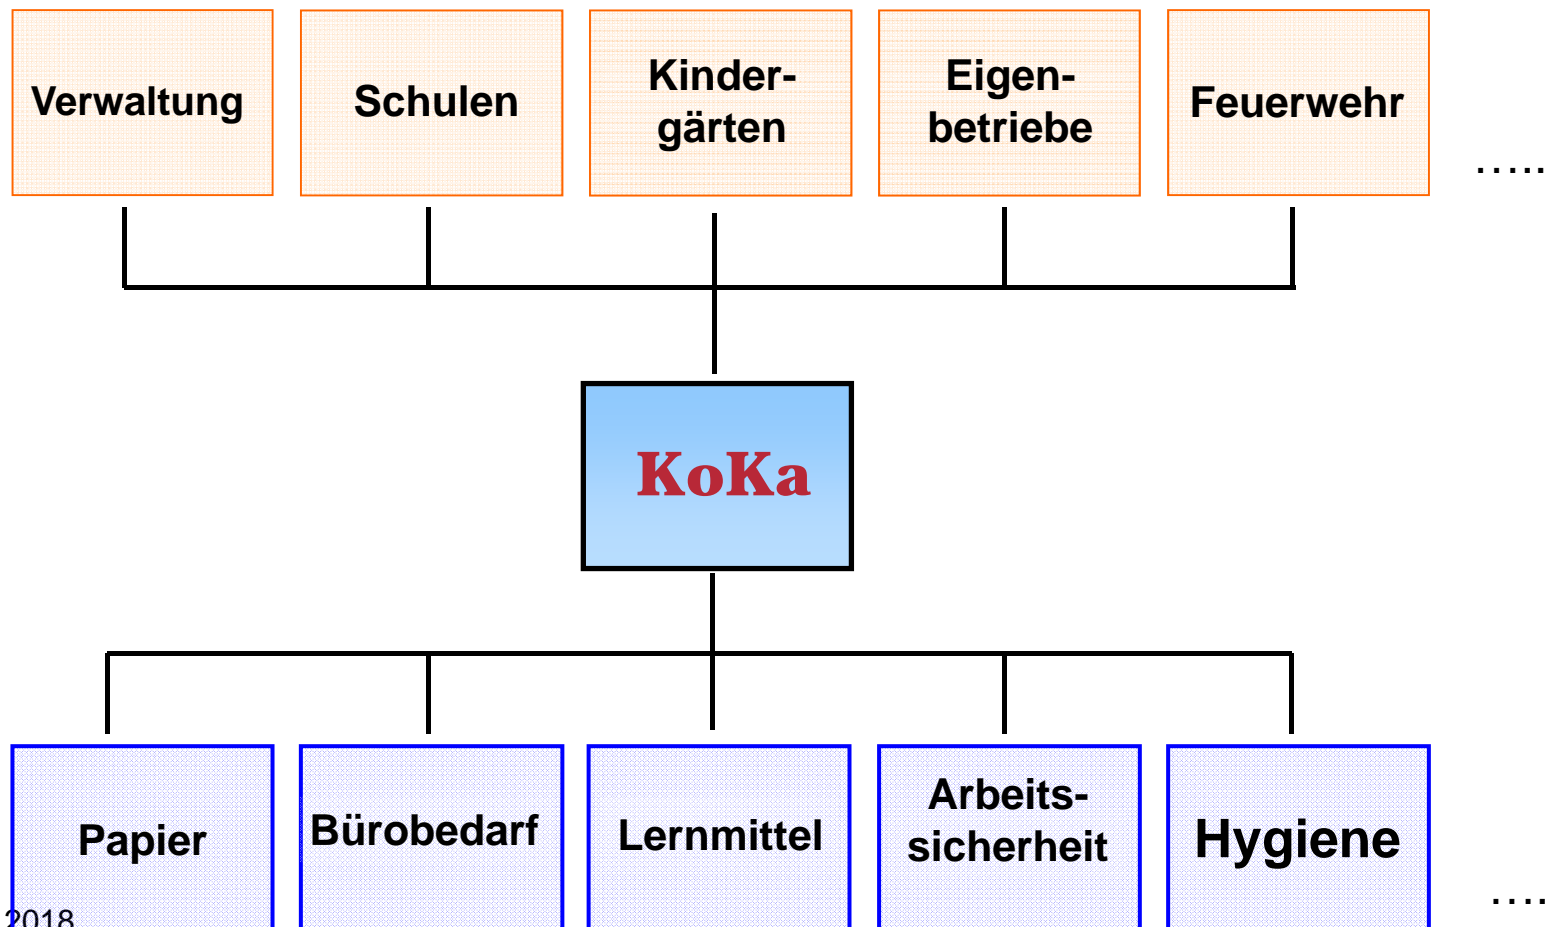 Verwaltung
Schulen
Kinder-
gärten
Eigen-
betriebe
Feuerwehr
.....
KoKa
Papier
Bürobedarf
Lernmittel
Arbeits-
sicherheit
Hygiene
....
2018